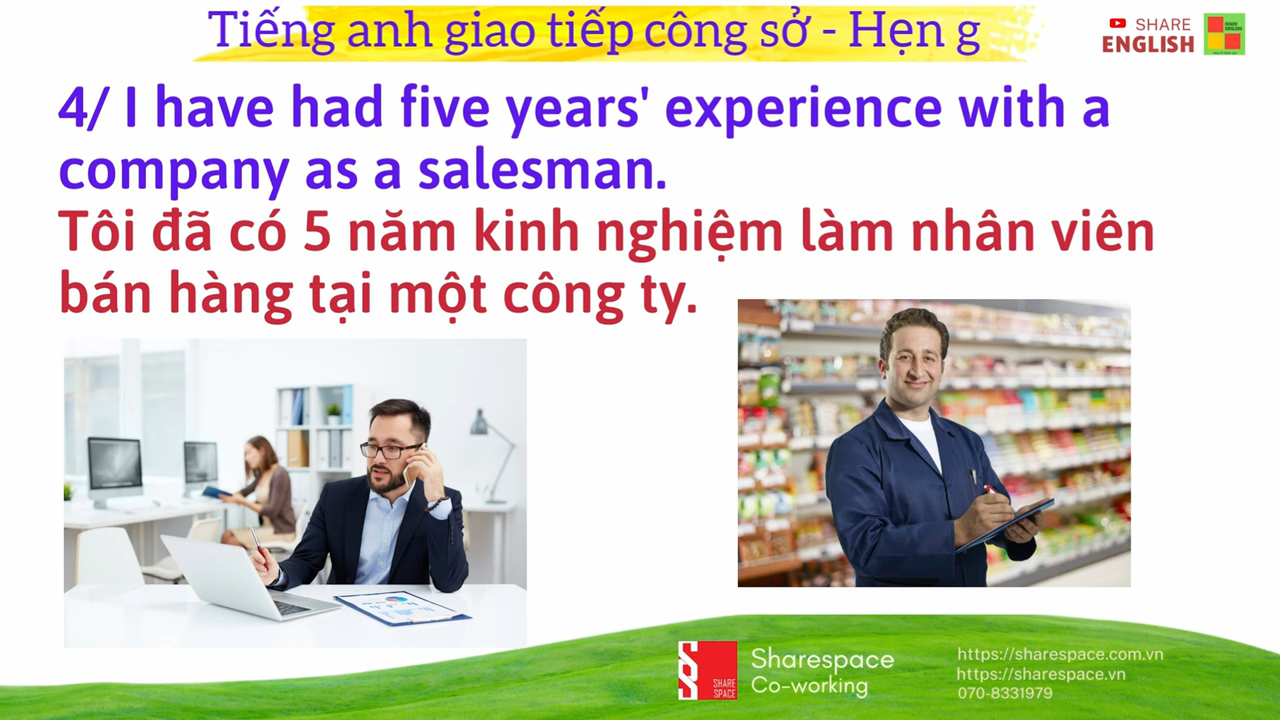 Tiếng anh giao tiếp công sở - Hẹn g
SHARE
ENGLISH
4/ I have had five years' experience with a
company as a salesman.
Tôi đã có 5 năm kinh nghiệm làm nhân viên
bán hàng tại một công ty.
SHARE
SPACE
Sharespace
Co-working
https://sharespace.com.vn
https://sharespace.vn
070-8331979